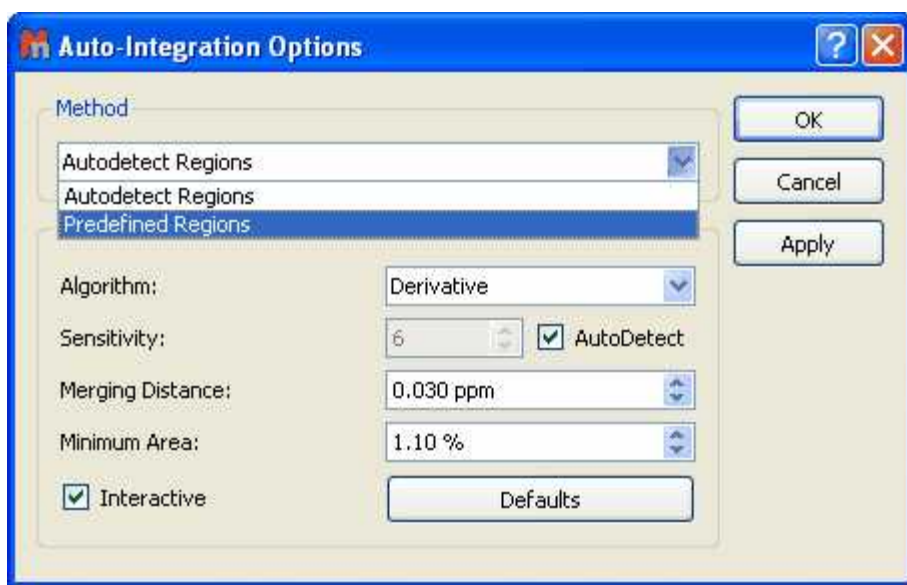 Auto-Integration Options
Method
Autodetect Regions
Autodetect Regions
Predefined Regions
OK
Cancel
Apply
Algorithm: Derivative
Sensitivity: 6 AutoDetect
Merging Distance: 0.030 ppm
Minimum Area: 1.10 %
Interactive Defaults